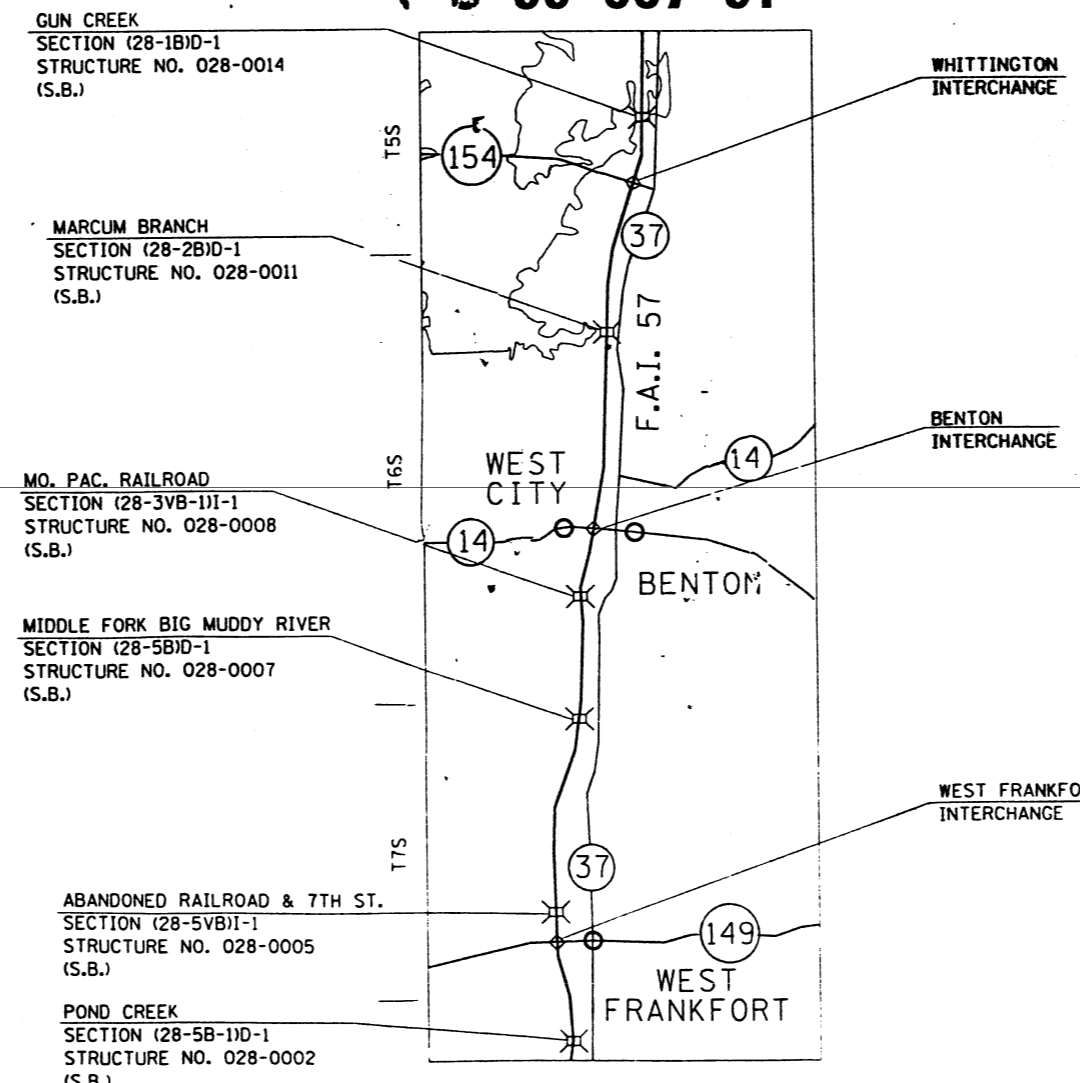 GUN CREEK
SECTION (28-1B)D-1
STRUCTURE NO. 028-0014
(S.B.)
WHITTINGTON
INTERCHANGE
T5S
154
37
MARCUM BRANCH
SECTION (28-2B)D-1
STRUCTURE NO. 028-0011
(S.B.)
F.A.I. 57
BENTON
INTERCHANGE
14
T6S
WEST
CITY
MO. PAC. RAILROAD
SECTION (28-3VB-1)I-1
STRUCTURE NO. 028-0008
(S.B.)
14
BENTON
MIDDLE FORK BIG MUDDY RIVER
SECTION (28-5B)D-1
STRUCTURE NO. 028-0007
(S.B.)
WEST FRANKFO
INTERCHANGE
T7S
37
ABANDONED RAILROAD & 7TH ST.
SECTION (28-5VB)I-1
STRUCTURE NO. 028-0005
(S.B.)
149
WEST
FRANKFORT
POND CREEK
SECTION (28-5B-1)D-1
STRUCTURE NO. 028-0002
(S.B.)